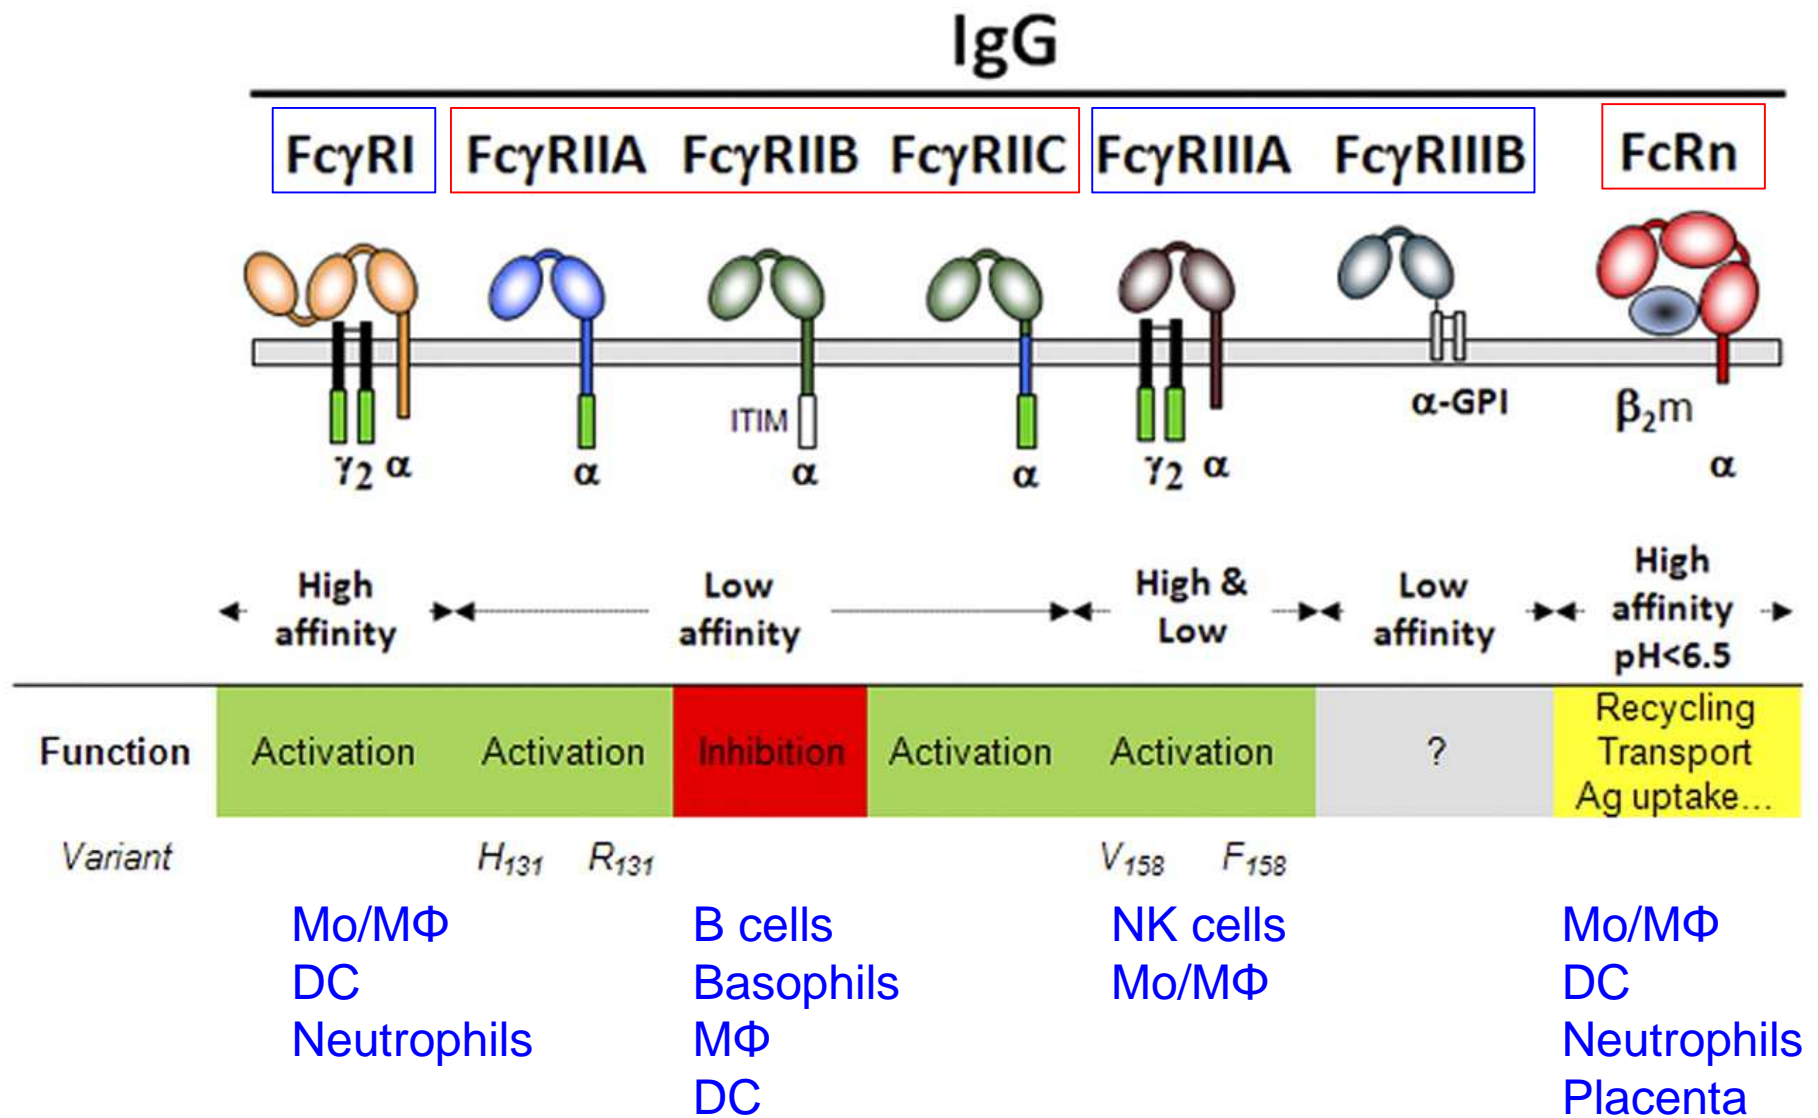 IgG
FcγRI FcγRIIA FcγRIIB FcγRIIC FcγRIIIA FcγRIIIB FcRn
ITIM
α-GPI
β₂m
γ₂ α
α
α
α
γ₂ α
α
High affinity
Low affinity
High & Low
Low affinity
High affinity pH<6.5
Function Activation Activation Inhibition Activation Activation ? Recycling Transport Ag uptake...
Variant H₁₃₁ R₁₃₁ V₁₅₈ F₁₅₈
Mo/MΦ
DC
Neutrophils
B cells
Basophils
MΦ
DC
NK cells
Mo/MΦ
Mo/MΦ
DC
Neutrophils
Placenta